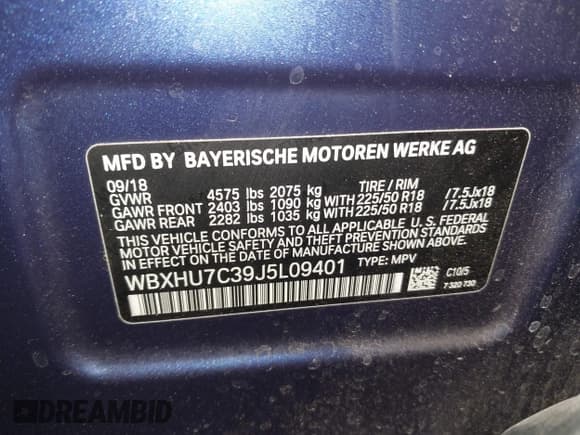 MFD BY BAYERISCHE MOTOREN WERKE AG
09/18
GVWR 4575 lbs 2075 kg TIRE / RIM
GAWR FRONT 2403 lbs 1090 kg WITH 225/50 R18 /7.5Jx18
GAWR REAR 2282 lbs 1035 kg WITH 225/50 R18 /7.5Jx18
THIS VEHICLE CONFORMS TO ALL APPLICABLE U. S. FEDERAL
MOTOR VEHICLE SAFETY AND THEFT PREVENTION STANDARDS
IN EFFECT ON THE DATE OF MANUFACTURE SHOWN ABOVE.
WBXHU7C39J5L09401 TYPE: MPV
C10/5
7 320 730
DREAMBID